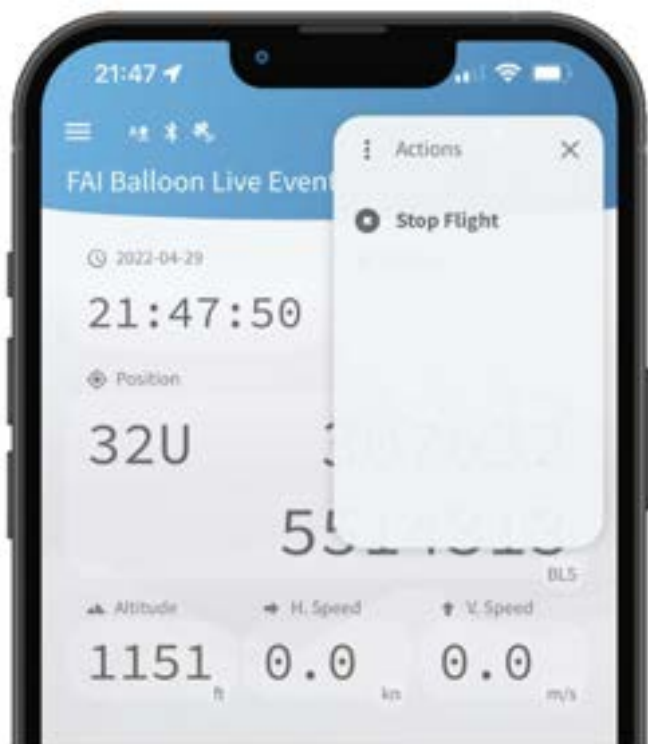 21:47
FAI Balloon Live Event
Actions
Stop Flight
2022-04-29
21:47:50
Position
32U
BLS
Altitude
H. Speed
V. Speed
1151 ft
0.0 kn
0.0 m/s